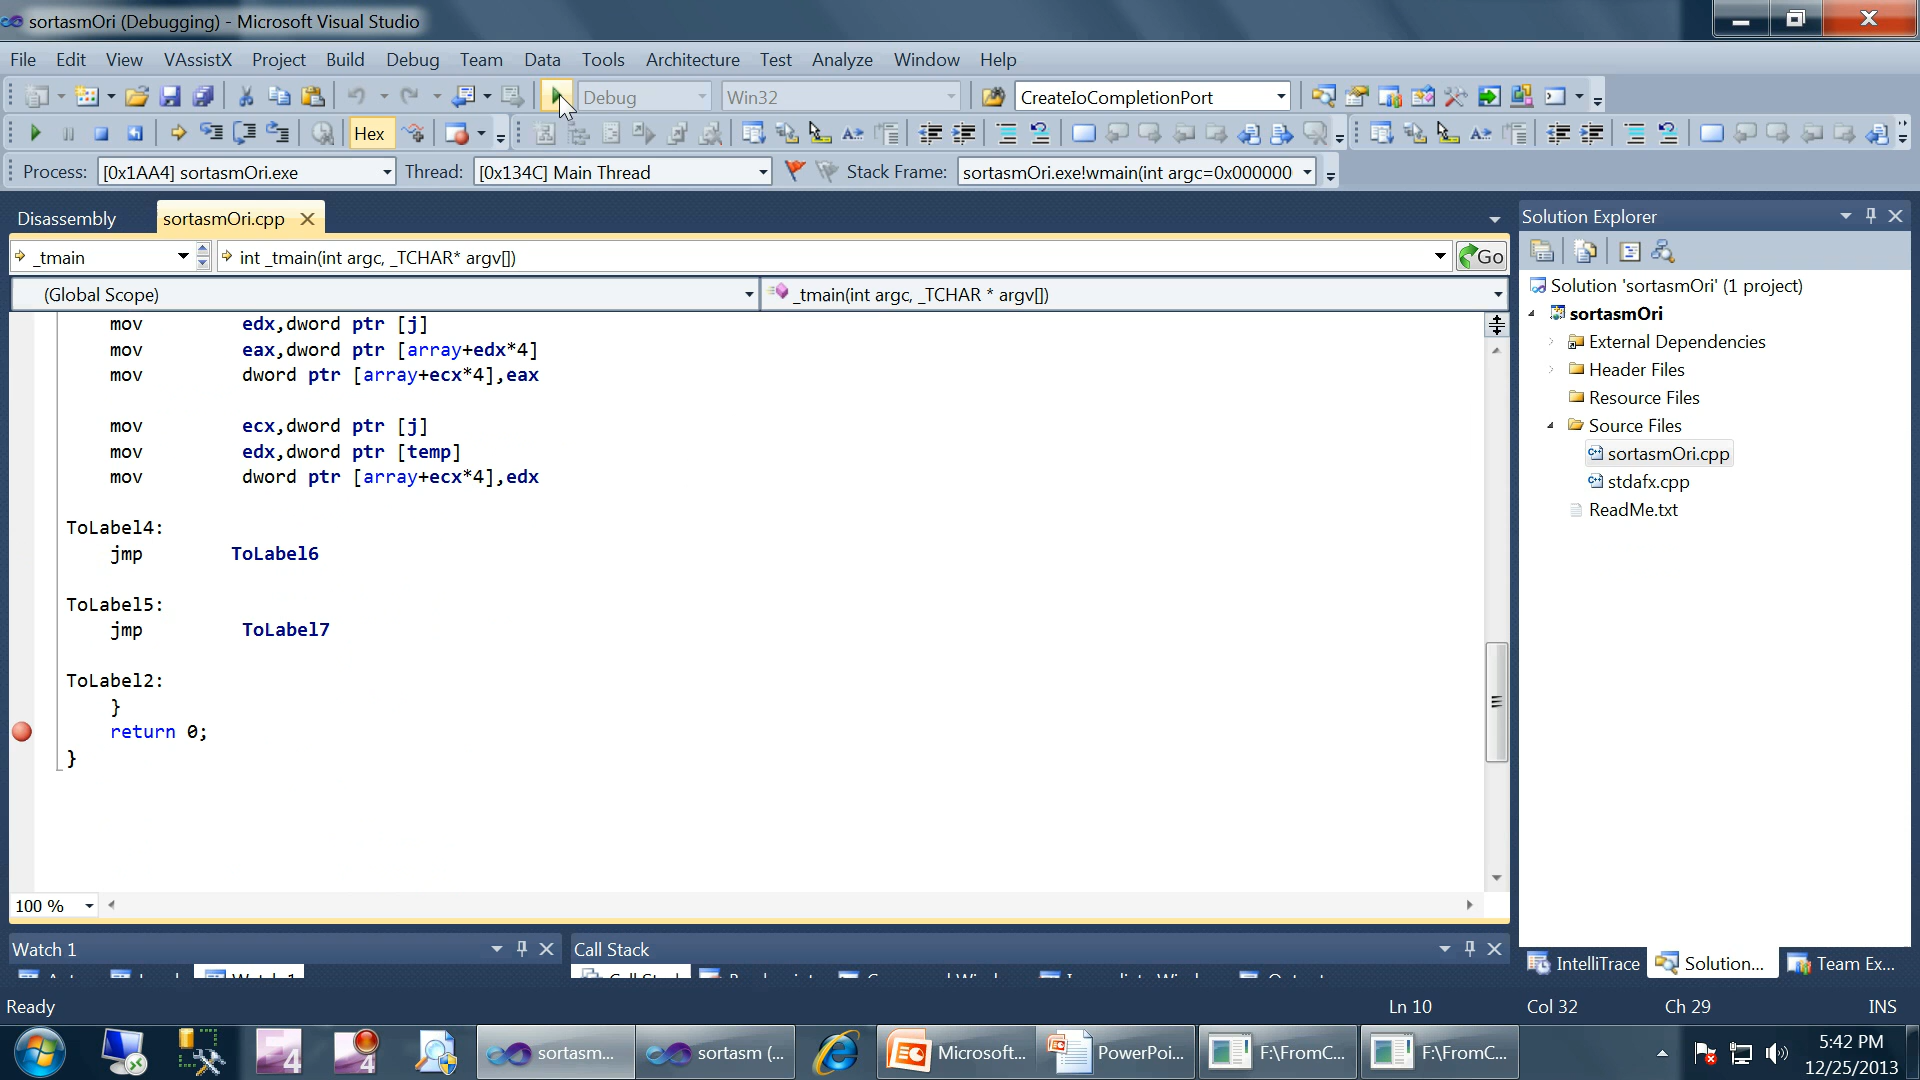 sortasmOri (Debugging) - Microsoft Visual Studio
File Edit View VAssistX Project Build Debug Team Data Tools Architecture Test Analyze Window Help
Debug Win32 CreateIoCompletionPort
Hex
Process: [0x1AA4] sortasmOri.exe Thread: [0x134C] Main Thread Stack Frame: sortasmOri.exe!wmain(int argc=0x000000
Disassembly sortasmOri.cpp
_tmain int _tmain(int argc, _TCHAR* argv[]) Go
(Global Scope) _tmain(int argc, _TCHAR * argv[])
mov edx,dword ptr [j]
mov eax,dword ptr [array+edx*4]
mov dword ptr [array+ecx*4],eax
mov ecx,dword ptr [j]
mov edx,dword ptr [temp]
mov dword ptr [array+ecx*4],edx
ToLabel4:
jmp ToLabel6
ToLabel5:
jmp ToLabel7
ToLabel2:
}
return 0;
}
100 %
Solution Explorer
Solution 'sortasmOri' (1 project)
sortasmOri
External Dependencies
Header Files
Resource Files
Source Files
sortasmOri.cpp
stdafx.cpp
ReadMe.txt
IntelliTrace Solution... Team Ex...
Watch 1 Call Stack
Watch 1 Call Stack
Ready Ln 10 Col 32 Ch 29 INS
sortasm... sortasm (... Microsoft... PowerPoi... F:\FromC... F:\FromC...
5:42 PM
12/25/2013